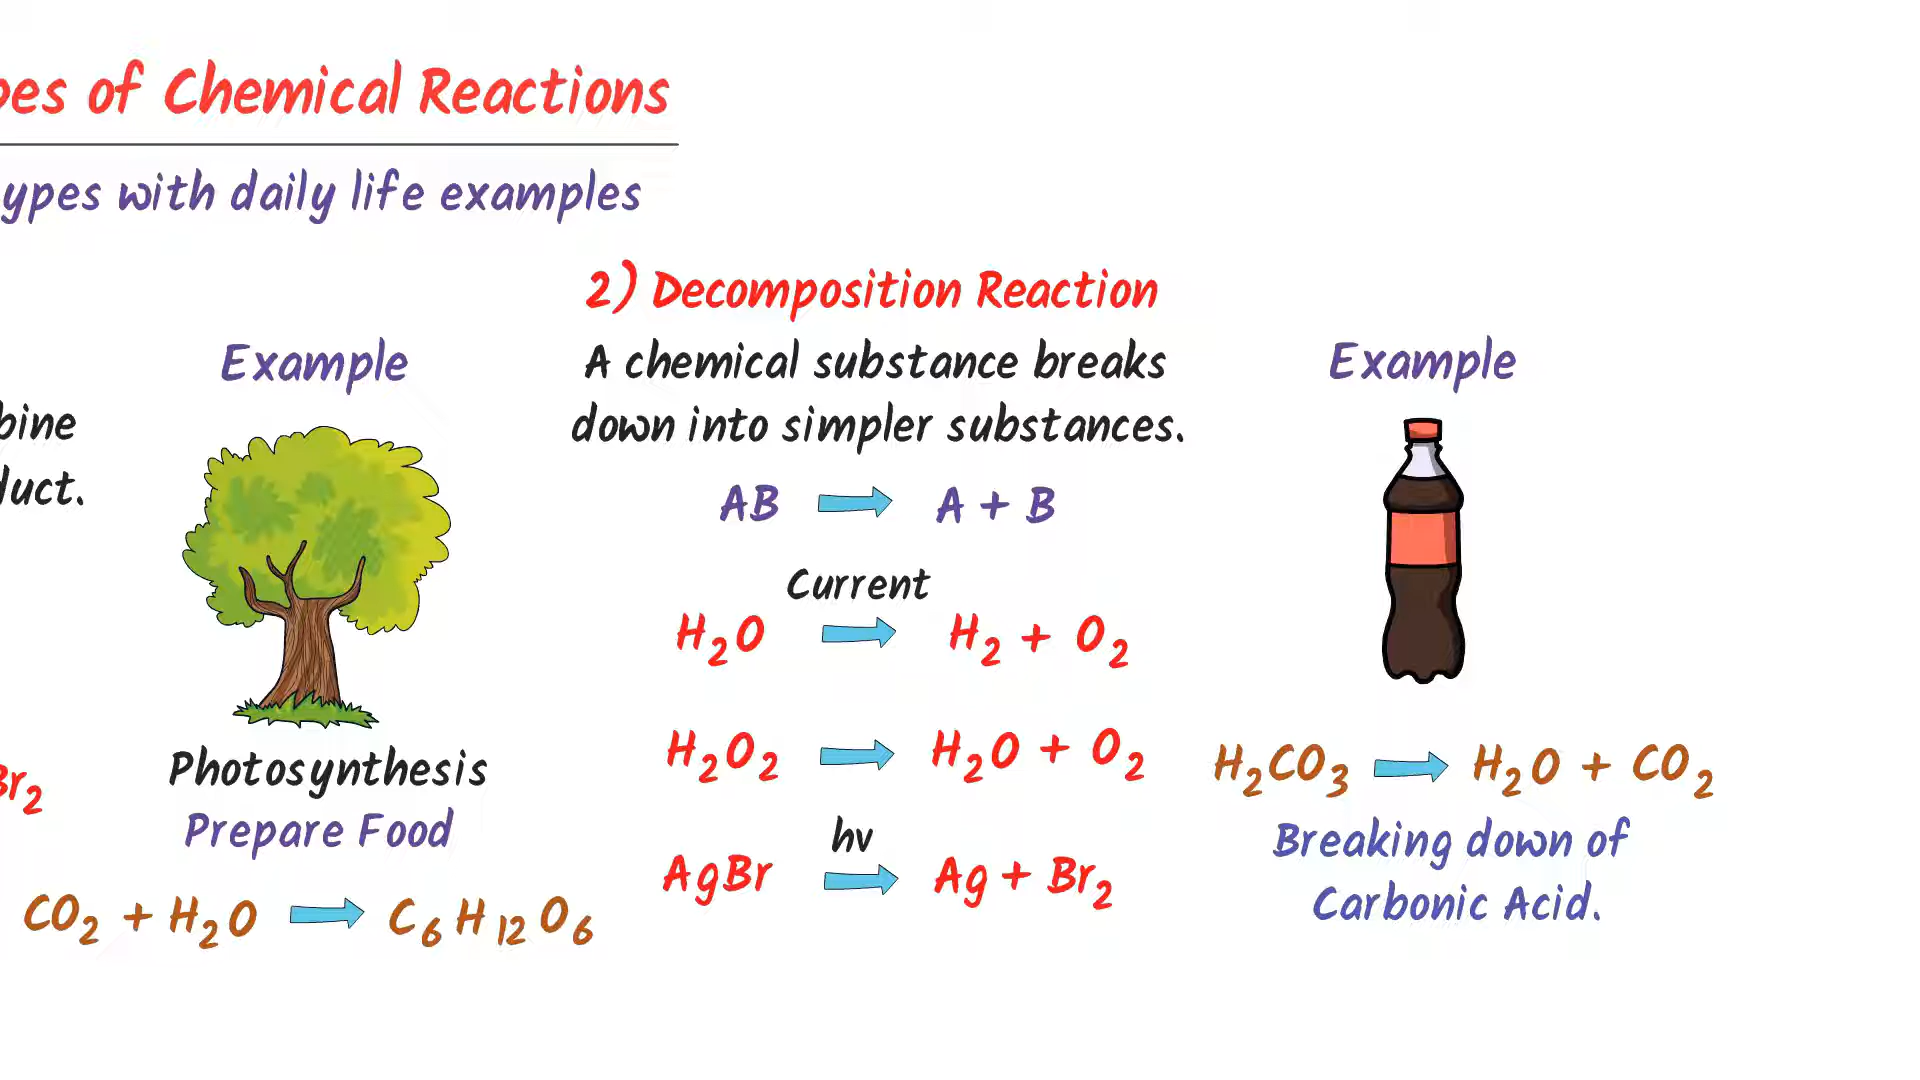 pes of Chemical Reactions
ypes with daily life examples
bine
duct.
Br₂
Example
Photosynthesis
Prepare Food
CO₂ + H₂O → C₆H₁₂O₆
2) Decomposition Reaction
A chemical substance breaks
down into simpler substances.
AB → A + B
Current
H₂O → H₂ + O₂
H₂O₂ → H₂O + O₂
hv
AgBr → Ag + Br₂
Example
H₂CO₃ → H₂O + CO₂
Breaking down of
Carbonic Acid.